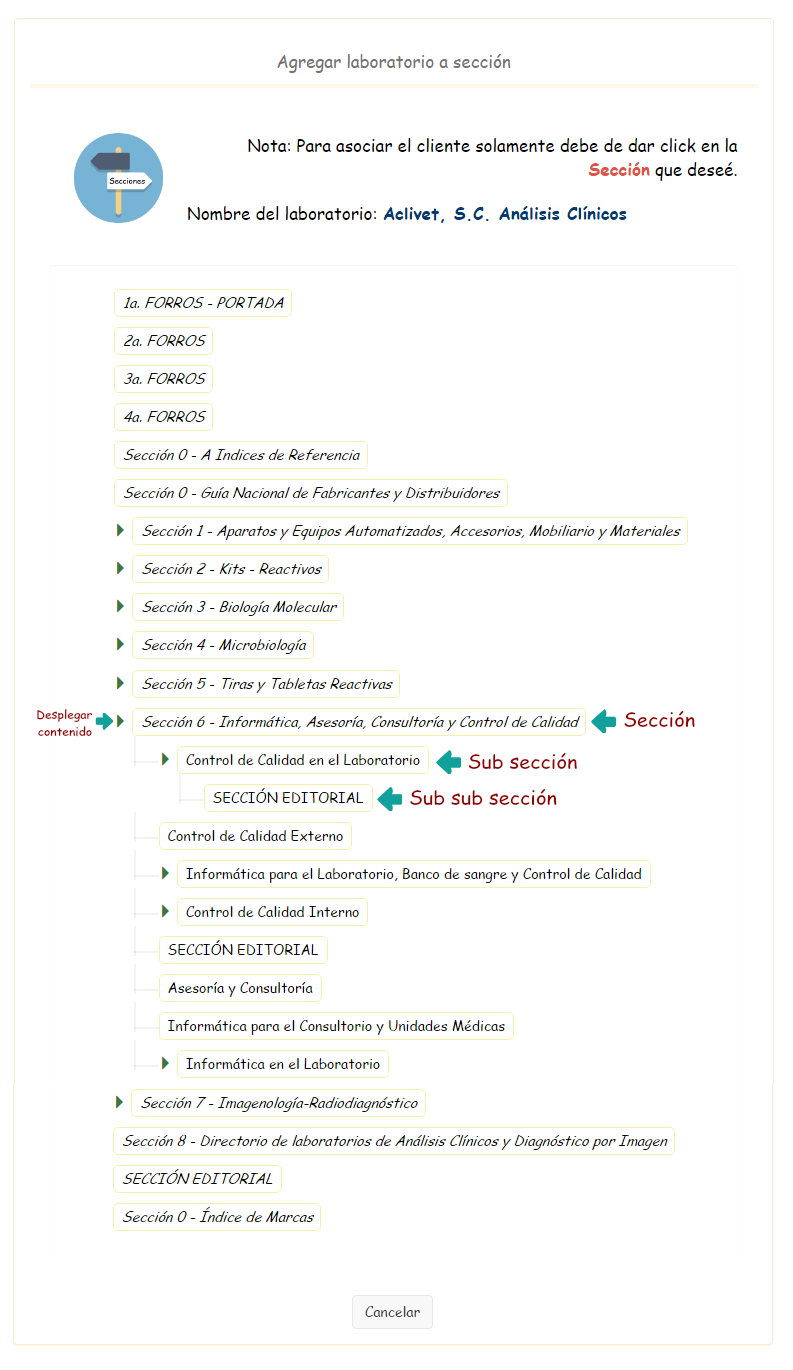 Agregar laboratorio a sección
Secciones
Nota: Para asociar el cliente solamente debe de dar click en la
Sección que deseé.
Nombre del laboratorio: Aclivet, S.C. Análisis Clínicos
1a. FORROS - PORTADA
2a. FORROS
3a. FORROS
4a. FORROS
Sección 0 - A Indices de Referencia
Sección 0 - Guía Nacional de Fabricantes y Distribuidores
Sección 1 - Aparatos y Equipos Automatizados, Accesorios, Mobiliario y Materiales
Sección 2 - Kits - Reactivos
Sección 3 - Biología Molecular
Sección 4 - Microbiología
Sección 5 - Tiras y Tabletas Reactivas
Desplegar
contenido
Sección 6 - Informática, Asesoría, Consultoría y Control de Calidad
Sección
Control de Calidad en el Laboratorio
Sub sección
SECCIÓN EDITORIAL
Sub sub sección
Control de Calidad Externo
Informática para el Laboratorio, Banco de sangre y Control de Calidad
Control de Calidad Interno
SECCIÓN EDITORIAL
Asesoría y Consultoría
Informática para el Consultorio y Unidades Médicas
Informática en el Laboratorio
Sección 7 - Imagenología-Radiodiagnóstico
Sección 8 - Directorio de laboratorios de Análisis Clínicos y Diagnóstico por Imagen
SECCIÓN EDITORIAL
Sección 0 - Índice de Marcas
Cancelar